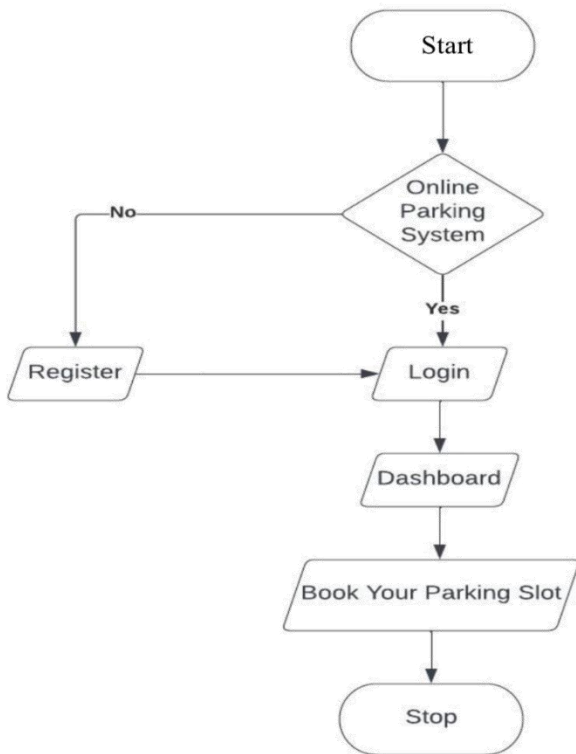 Start
Online
Parking
System
No
Yes
Register
Login
Dashboard
Book Your Parking Slot
Stop